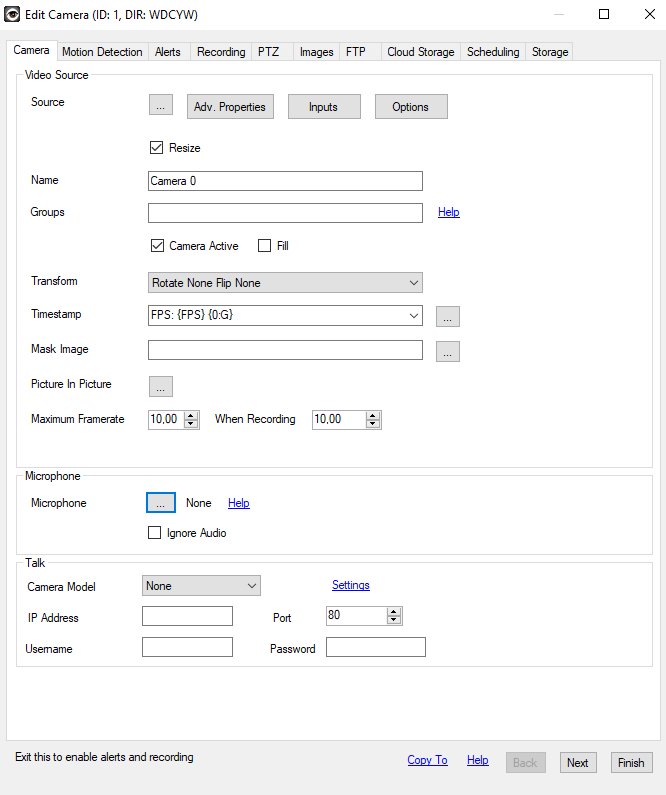 Edit Camera (ID: 1, DIR: WDCYW)
Camera Motion Detection Alerts Recording PTZ Images FTP Cloud Storage Scheduling Storage
Video Source
Source ... Adv. Properties Inputs Options
Resize
Name Camera 0
Groups Help
Camera Active Fill
Transform Rotate None Flip None
Timestamp FPS: {FPS} {0:G} ...
Mask Image ...
Picture In Picture ...
Maximum Framerate 10,00 When Recording 10,00
Microphone
Microphone ... None Help
Ignore Audio
Talk
Camera Model None Settings
IP Address Port 80
Username Password
Exit this to enable alerts and recording Copy To Help Back Next Finish